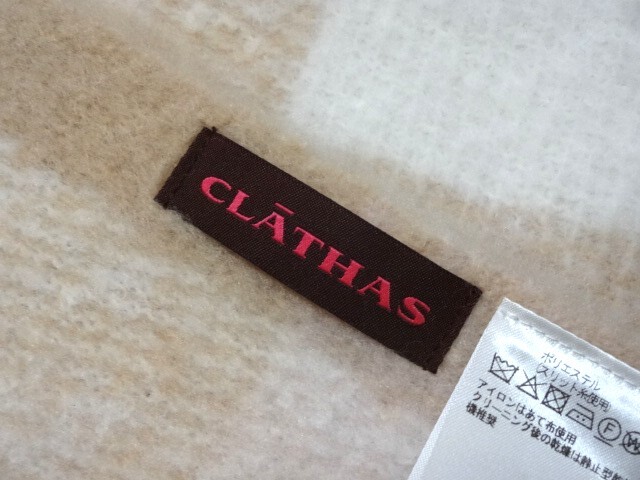 CLĀTHAS
ポリエステル
スリット糸使用
F W
アイロンはあて布使用
クリーニング後の乾燥は静止型
機推奨